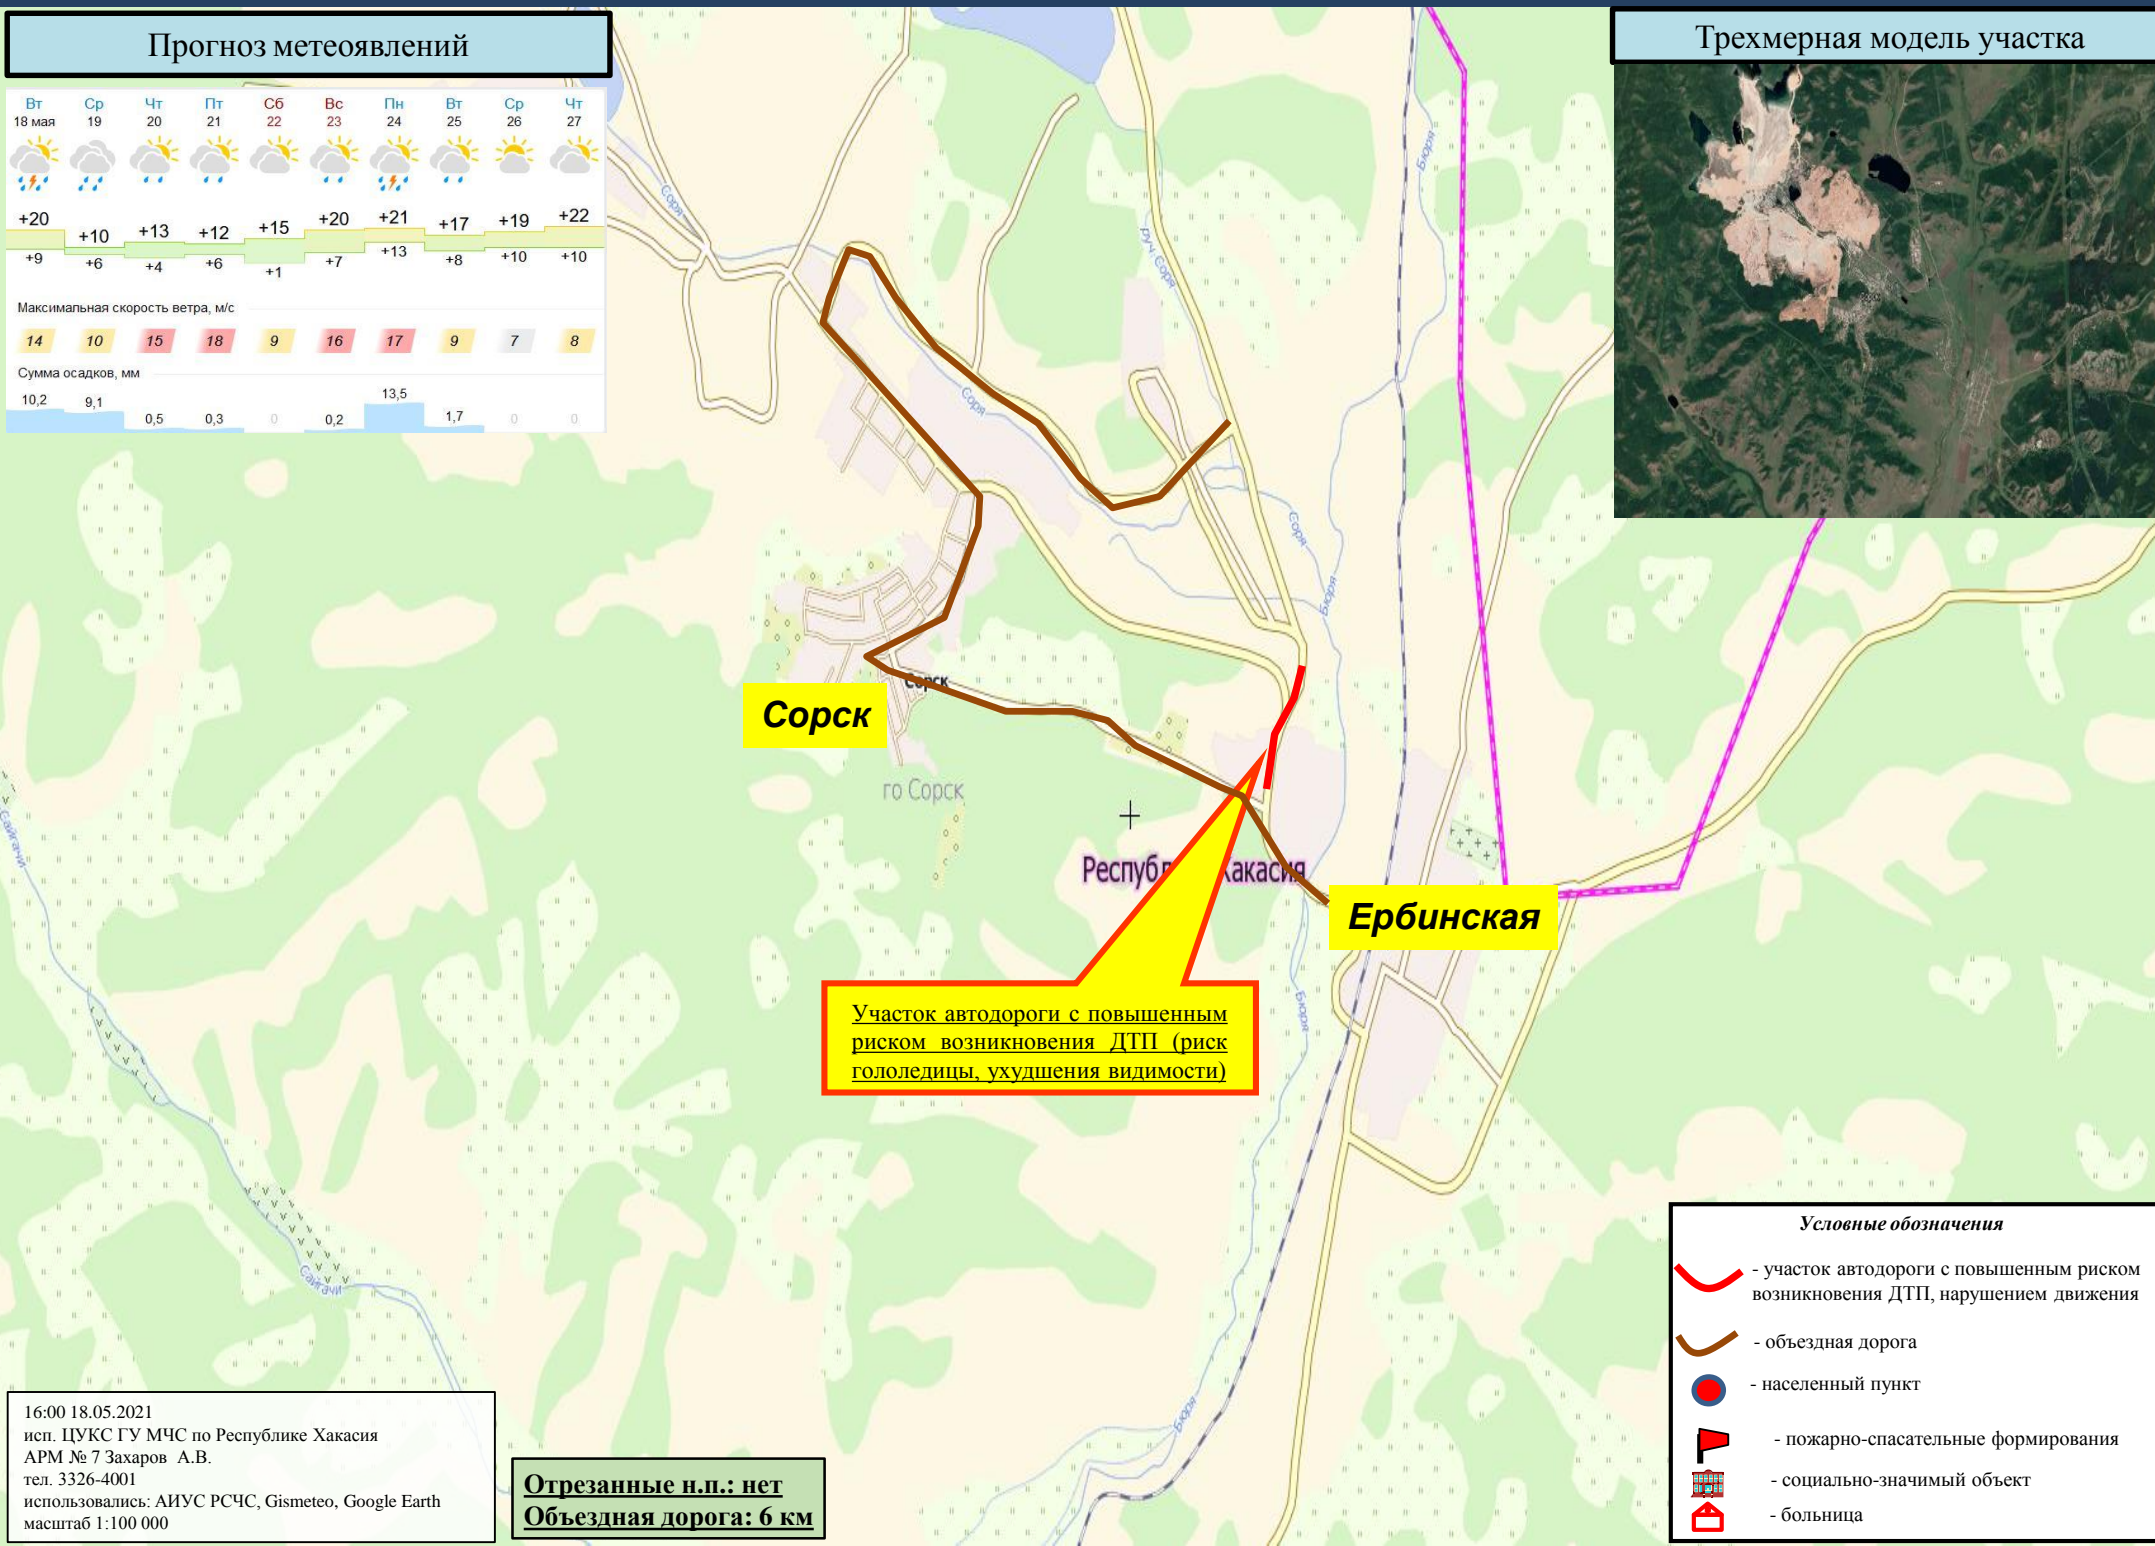 Прогноз метеоявлений
Трехмерная модель участка
Вт Ср Чт Пт Сб Вс Пн Вт Ср Чт
18 мая 19 20 21 22 23 24 25 26 27
+20 +10 +13 +12 +15 +20 +21 +17 +19 +22
+9 +6 +4 +6 +1 +7 +13 +8 +10 +10
Максимальная скорость ветра, м/с
14 10 15 18 9 16 17 9 7 8
Сумма осадков, мм
10,2 9,1 0,5 0,3 0 0,2 13,5 1,7 0 0
Соря
Бюря
руч. Соря
Соря
Соря
Бюря
Сорск
Сорск
го Сорск
Республ Хакасия
Ербинская
Сайгачи
Бюря
Участок автодороги с повышенным
риском возникновения ДТП (риск
гололедицы, ухудшения видимости)
Сайгачи
Бюря
Условные обозначения
- участок автодороги с повышенным риском
возникновения ДТП, нарушением движения
- объездная дорога
- населенный пункт
- пожарно-спасательные формирования
- социально-значимый объект
- больница
16:00 18.05.2021
исп. ЦУКС ГУ МЧС по Республике Хакасия
АРМ № 7 Захаров А.В.
тел. 3326-4001
использовались: АИУС РСЧС, Gismeteo, Google Earth
масштаб 1:100 000
Отрезанные н.п.: нет
Объездная дорога: 6 км